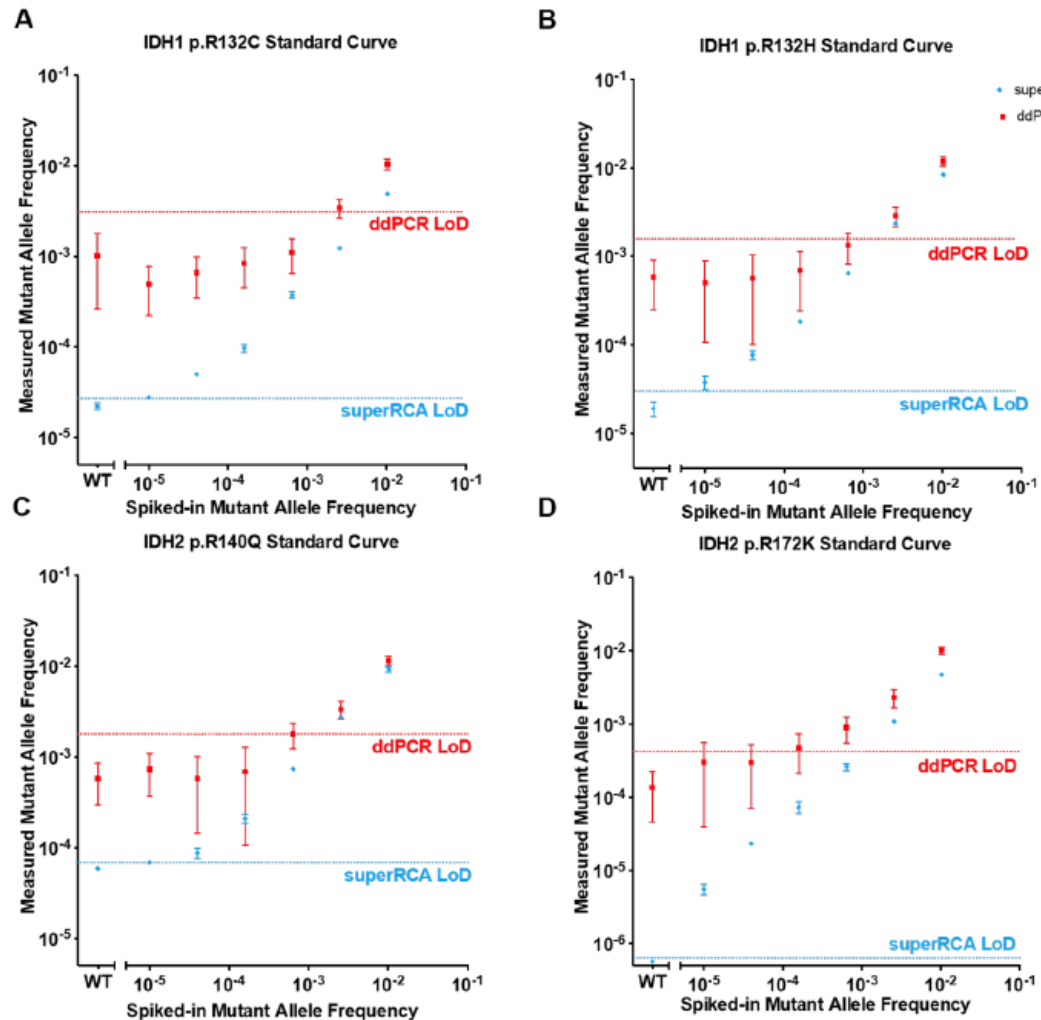 A
IDH1 p.R132C Standard Curve
Measured Mutant Allele Frequency
10-1
10-2
10-3
10-4
10-5
ddPCR LoD
superRCA LoD
WT 10-5 10-4 10-3 10-2 10-1
Spiked-in Mutant Allele Frequency
B
IDH1 p.R132H Standard Curve
supe
ddP
Measured Mutant Allele Frequency
10-1
10-2
10-3
10-4
10-5
ddPCR LoD
superRCA LoD
WT 10-5 10-4 10-3 10-2 10-1
Spiked-in Mutant Allele Frequency
C
IDH2 p.R140Q Standard Curve
Measured Mutant Allele Frequency
10-1
10-2
10-3
10-4
10-5
ddPCR LoD
superRCA LoD
WT 10-5 10-4 10-3 10-2 10-1
Spiked-in Mutant Allele Frequency
D
IDH2 p.R172K Standard Curve
Measured Mutant Allele Frequency
10-1
10-2
10-3
10-4
10-5
10-6
ddPCR LoD
superRCA LoD
WT 10-5 10-4 10-3 10-2 10-1
Spiked-in Mutant Allele Frequency